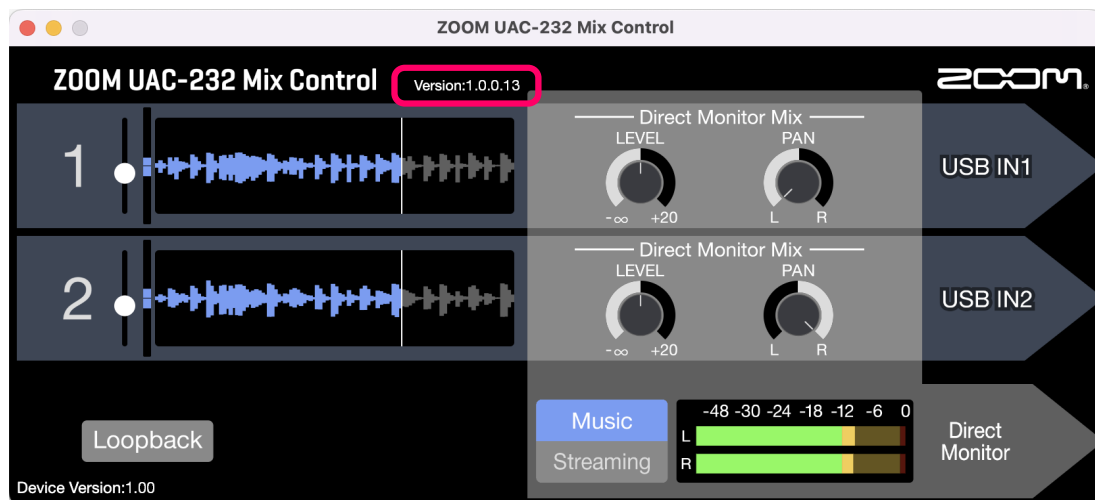 ZOOM UAC-232 Mix Control
ZOOM UAC-232 Mix Control Version:1.0.0.13 ZOOM®
1
Direct Monitor Mix
LEVEL PAN
-∞ +20 L R
USB IN1
2
Direct Monitor Mix
LEVEL PAN
-∞ +20 L R
USB IN2
Loopback
Music
Streaming
-48 -30 -24 -18 -12 -6 0
L
R
Direct
Monitor
Device Version:1.00